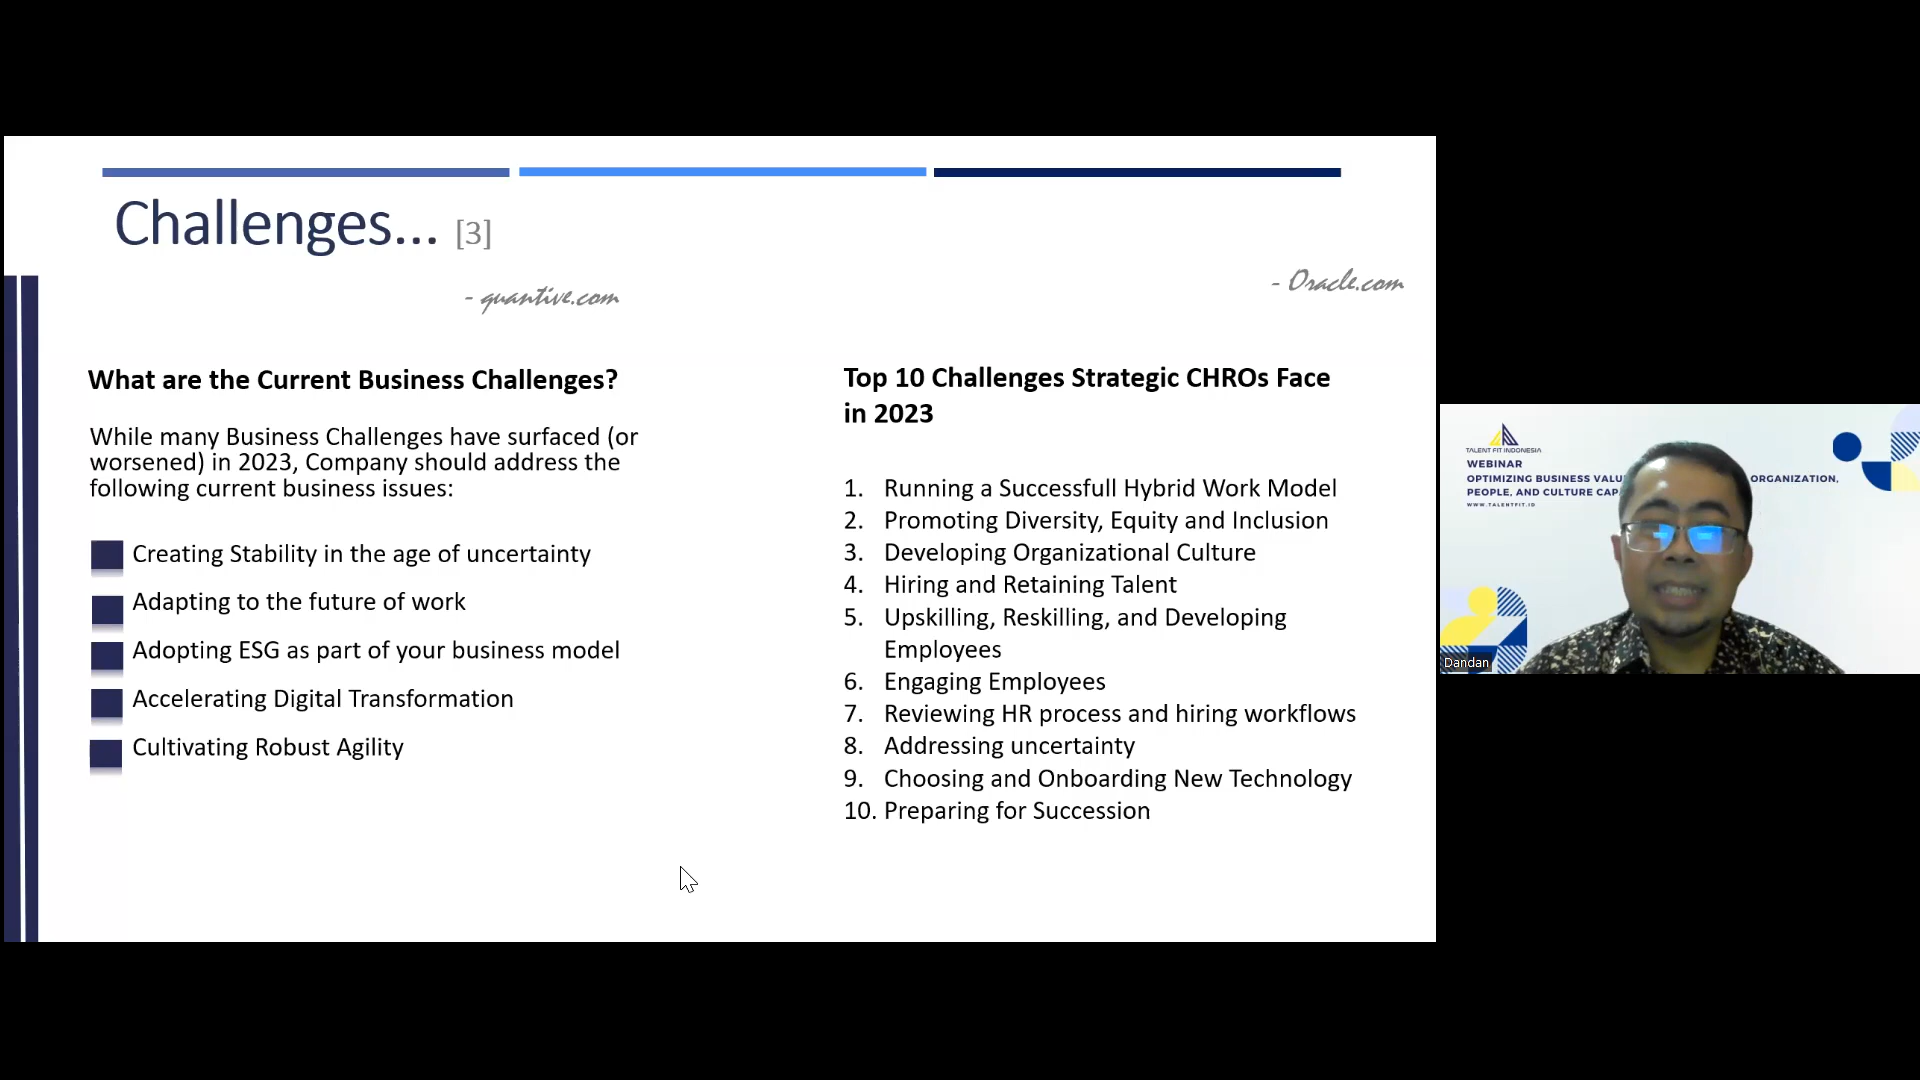 Challenges... [3]
- quantive.com
- Oracle.com
What are the Current Business Challenges?
While many Business Challenges have surfaced (or
worsened) in 2023, Company should address the
following current business issues:
Creating Stability in the age of uncertainty
Adapting to the future of work
Adopting ESG as part of your business model
Accelerating Digital Transformation
Cultivating Robust Agility
Top 10 Challenges Strategic CHROs Face
in 2023
1. Running a Successfull Hybrid Work Model
2. Promoting Diversity, Equity and Inclusion
3. Developing Organizational Culture
4. Hiring and Retaining Talent
5. Upskilling, Reskilling, and Developing
Employees
6. Engaging Employees
7. Reviewing HR process and hiring workflows
8. Addressing uncertainty
9. Choosing and Onboarding New Technology
10. Preparing for Succession
TALENT FIT INDONESIA
WEBINAR
OPTIMIZING BUSINESS ORGANIZATION,
PEOPLE, AND CULTURE
WWW.TALENTFIT.ID
Dandan